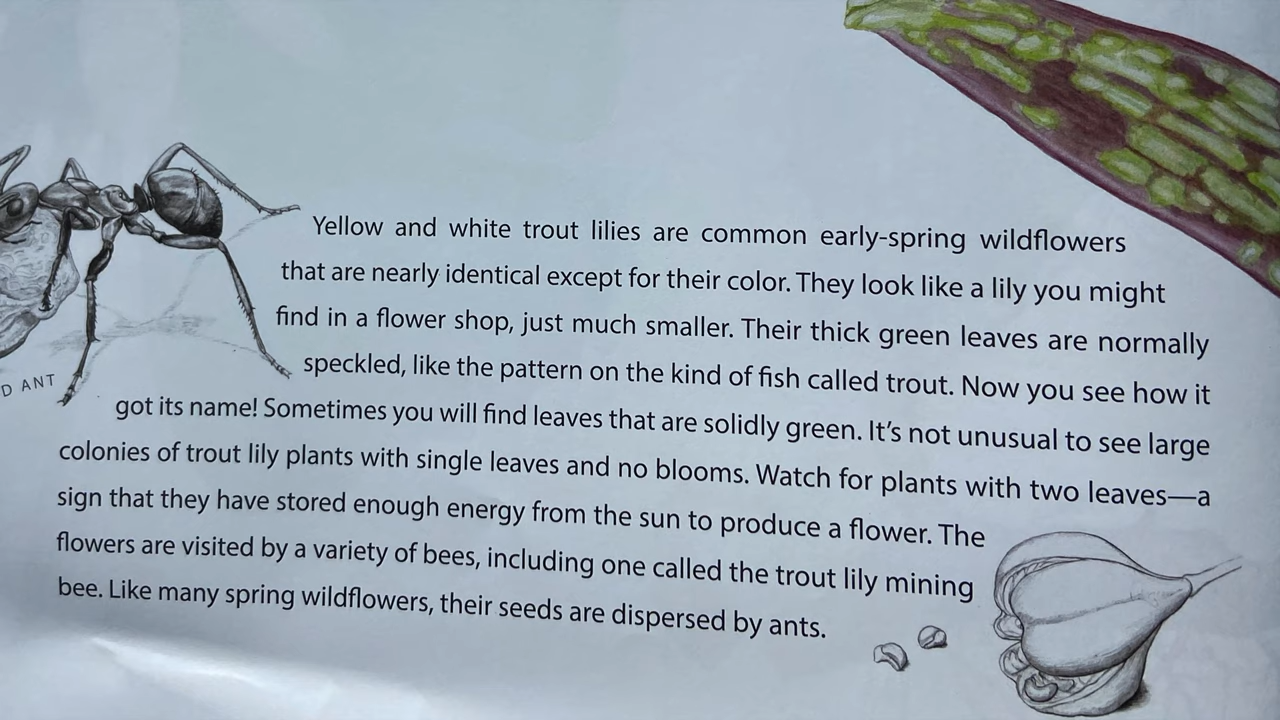 Yellow and white trout lilies are common early-spring wildflowers
that are nearly identical except for their color. They look like a lily you might
find in a flower shop, just much smaller. Their thick green leaves are normally
speckled, like the pattern on the kind of fish called trout. Now you see how it
D ANT
got its name! Sometimes you will find leaves that are solidly green. It’s not unusual to see large
colonies of trout lily plants with single leaves and no blooms. Watch for plants with two leaves—a
sign that they have stored enough energy from the sun to produce a flower. The
flowers are visited by a variety of bees, including one called the trout lily mining
bee. Like many spring wildflowers, their seeds are dispersed by ants.